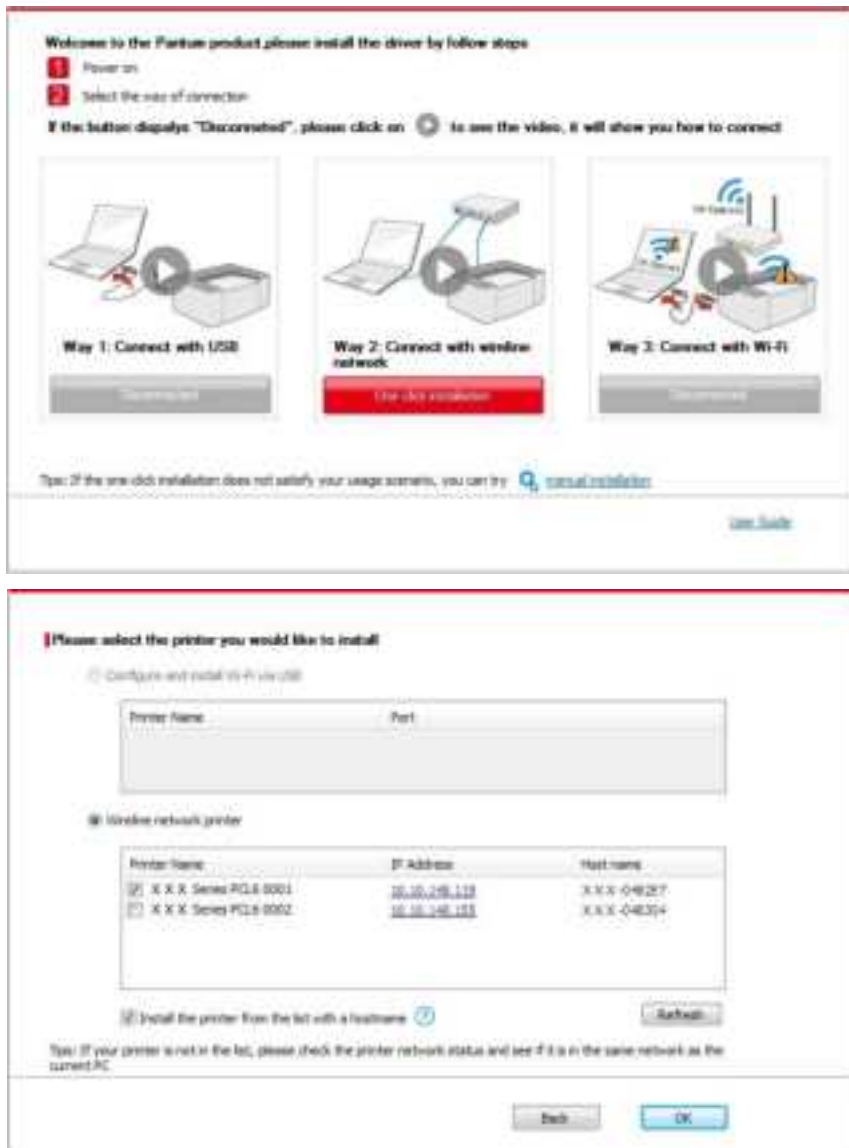 Welcome to the Pantum product,please install the driver by follow steps
1 Power on
2 Select the way of connection
If the button dispalys "Disconneted", please click on to see the video, it will show you how to connect
Way 1: Connect with USB
Way 2: Connect with wireline network
Way 3: Connect with Wi-Fi
Disconnected
One click installation
Disconnected
Tips: If the one click installation does not satisfy your usage scenario, you can try manual installation
User Guide
Please select the printer you would like to install
Configure and install Wi-Fi via USB
Printer Name Port
Wireline network printer
Printer Name IP Address Host name
X X X Series PCL6 0001
X X X Series PCL6 0002
Install the printer from the list with a hostname ?
Refresh
Tips: If your printer is not in the list, please check the printer network status and see if it is in the same network as the
current PC
Back OK